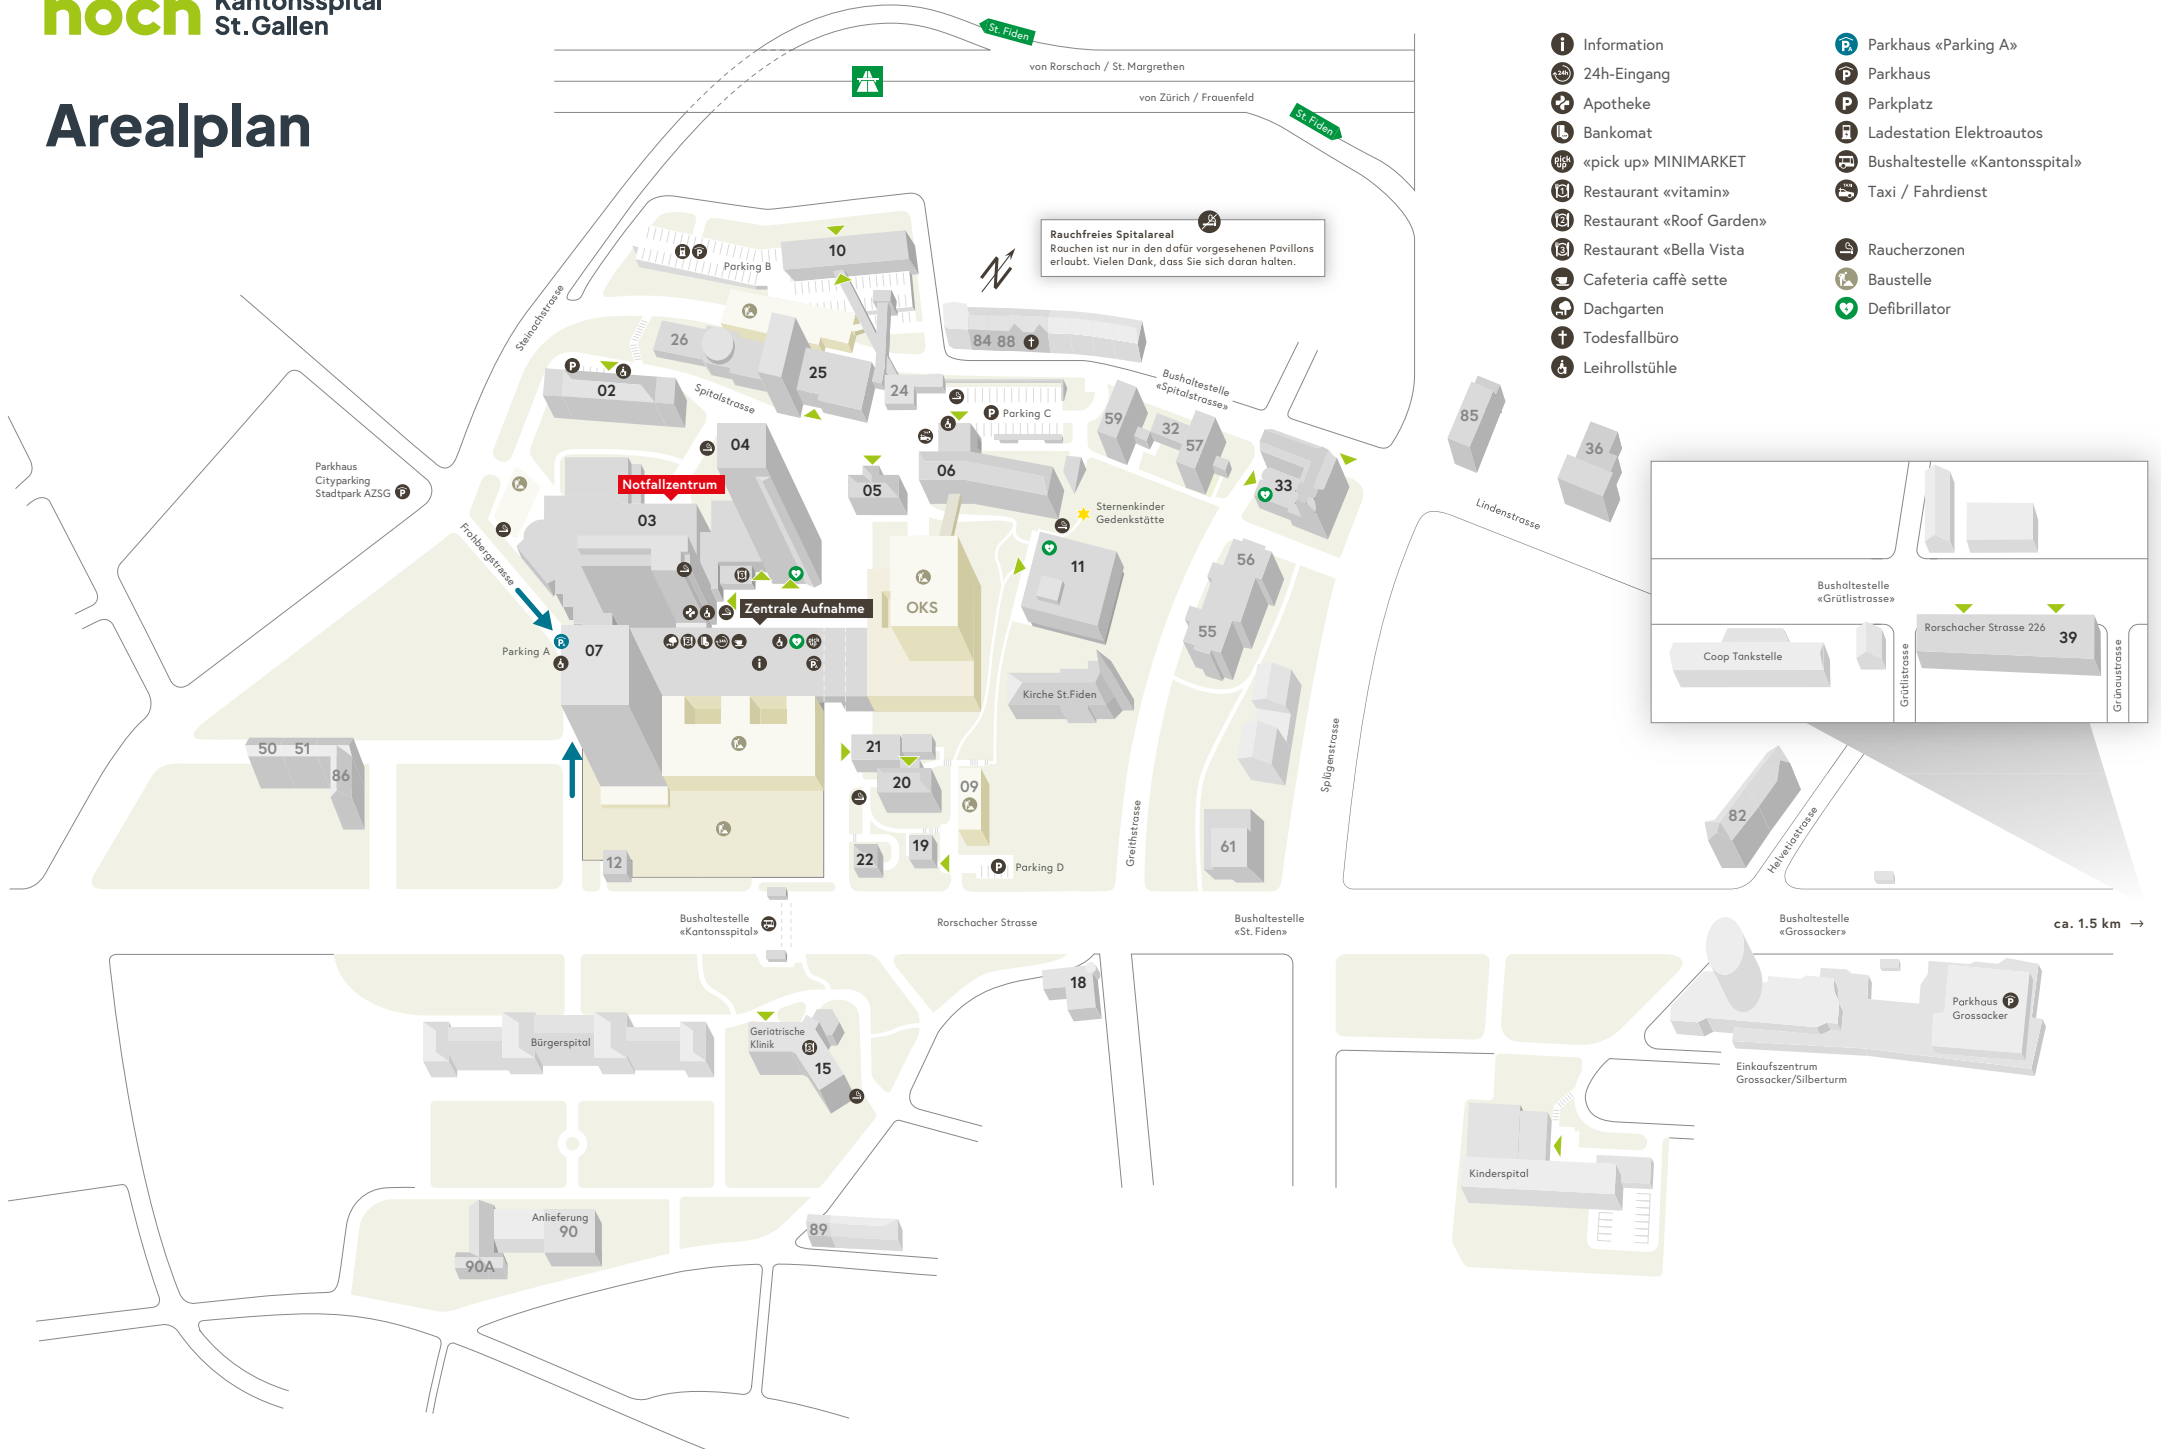 hoch Kantonsspital
St.Gallen
Arealplan
St. Fiden
von Rorschach / St. Margrethen
von Zürich / Frauenfeld
St. Fiden
Information
24h-Eingang
Apotheke
Bankomat
«pick up» MINIMARKET
Restaurant «vitamin»
Restaurant «Roof Garden»
Restaurant «Bella Vista
Cafeteria caffè sette
Dachgarten
Todesfallbüro
Leihrollstühle
Parkhaus «Parking A»
Parkhaus
Parkplatz
Ladestation Elektroautos
Bushaltestelle «Kantonsspital»
Taxi / Fahrdienst
Raucherzonen
Baustelle
Defibrillator
Rauchfreies Spitalareal
Rauchen ist nur in den dafür vorgesehenen Pavillons
erlaubt. Vielen Dank, dass Sie sich daran halten.
N
10
Parking B
Steinachstrasse
26
84 88
02
25
24
Spitalstrasse
Bushaltestelle
«Spitalstrasse»
Parking C
59
32
57
85
36
04
06
05
33
Parkhaus
Cityparking
Stadtpark AZSG
Notfallzentrum
03
Sternenkinder
Gedenkstätte
Lindenstrasse
Frohbergstrasse
11
56
OKS
55
Zentrale Aufnahme
Parking A
07
Kirche St.Fiden
Bushaltestelle
«Grütlistrasse»
Rorschacher Strasse 226
39
Coop Tankstelle
Grütlistrasse
Grünaustrasse
50 51
86
21
20
09
Splügenstrasse
Greithstrasse
82
Helvetiastrasse
12
22
19
61
Parking D
Bushaltestelle
«Kantonsspital»
Rorschacher Strasse
Bushaltestelle
«St. Fiden»
Bushaltestelle
«Grossacker»
ca. 1.5 km →
18
Parkhaus
Grossacker
Bürgerspital
Geriatrische
Klinik
15
Einkaufszentrum
Grossacker/Silberturm
Kinderspital
Anlieferung
90
90A
89